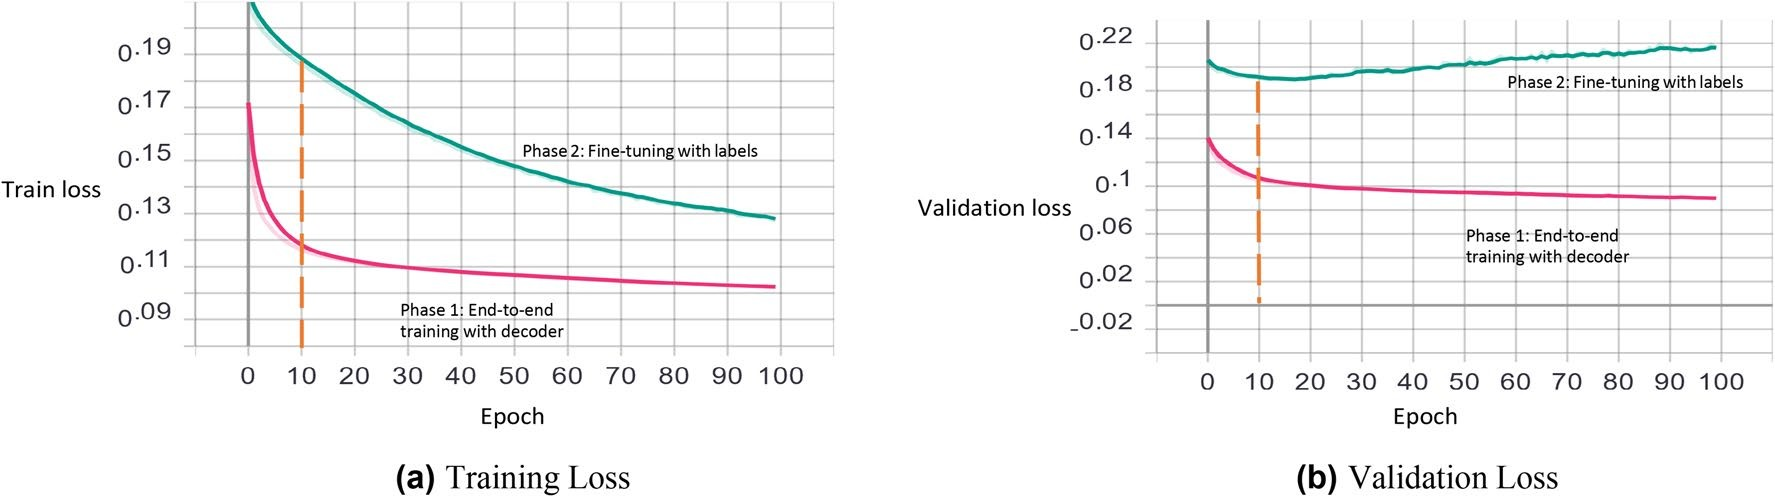 0.19
0.17
0.15
0.13
0.11
0.09
Train loss
Phase 2: Fine-tuning with labels
Phase 1: End-to-end
training with decoder
0 10 20 30 40 50 60 70 80 90 100
Epoch
(a) Training Loss
0.22
0.18
0.14
0.1
0.06
0.02
-0.02
Validation loss
Phase 2: Fine-tuning with labels
Phase 1: End-to-end
training with decoder
0 10 20 30 40 50 60 70 80 90 100
Epoch
(b) Validation Loss